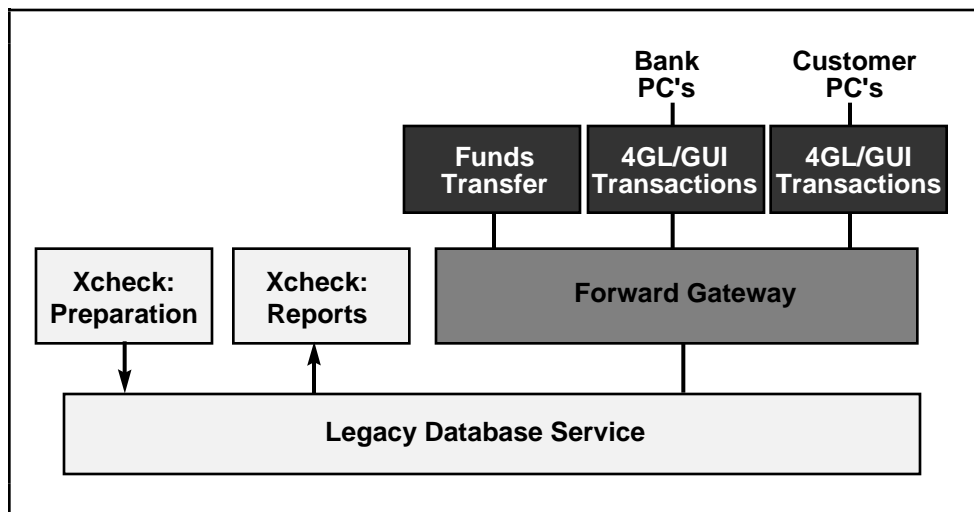 Bank
PC's
Customer
PC's
Funds
Transfer
4GL/GUI
Transactions
4GL/GUI
Transactions
Xcheck:
Preparation
Xcheck:
Reports
Forward Gateway
Legacy Database Service